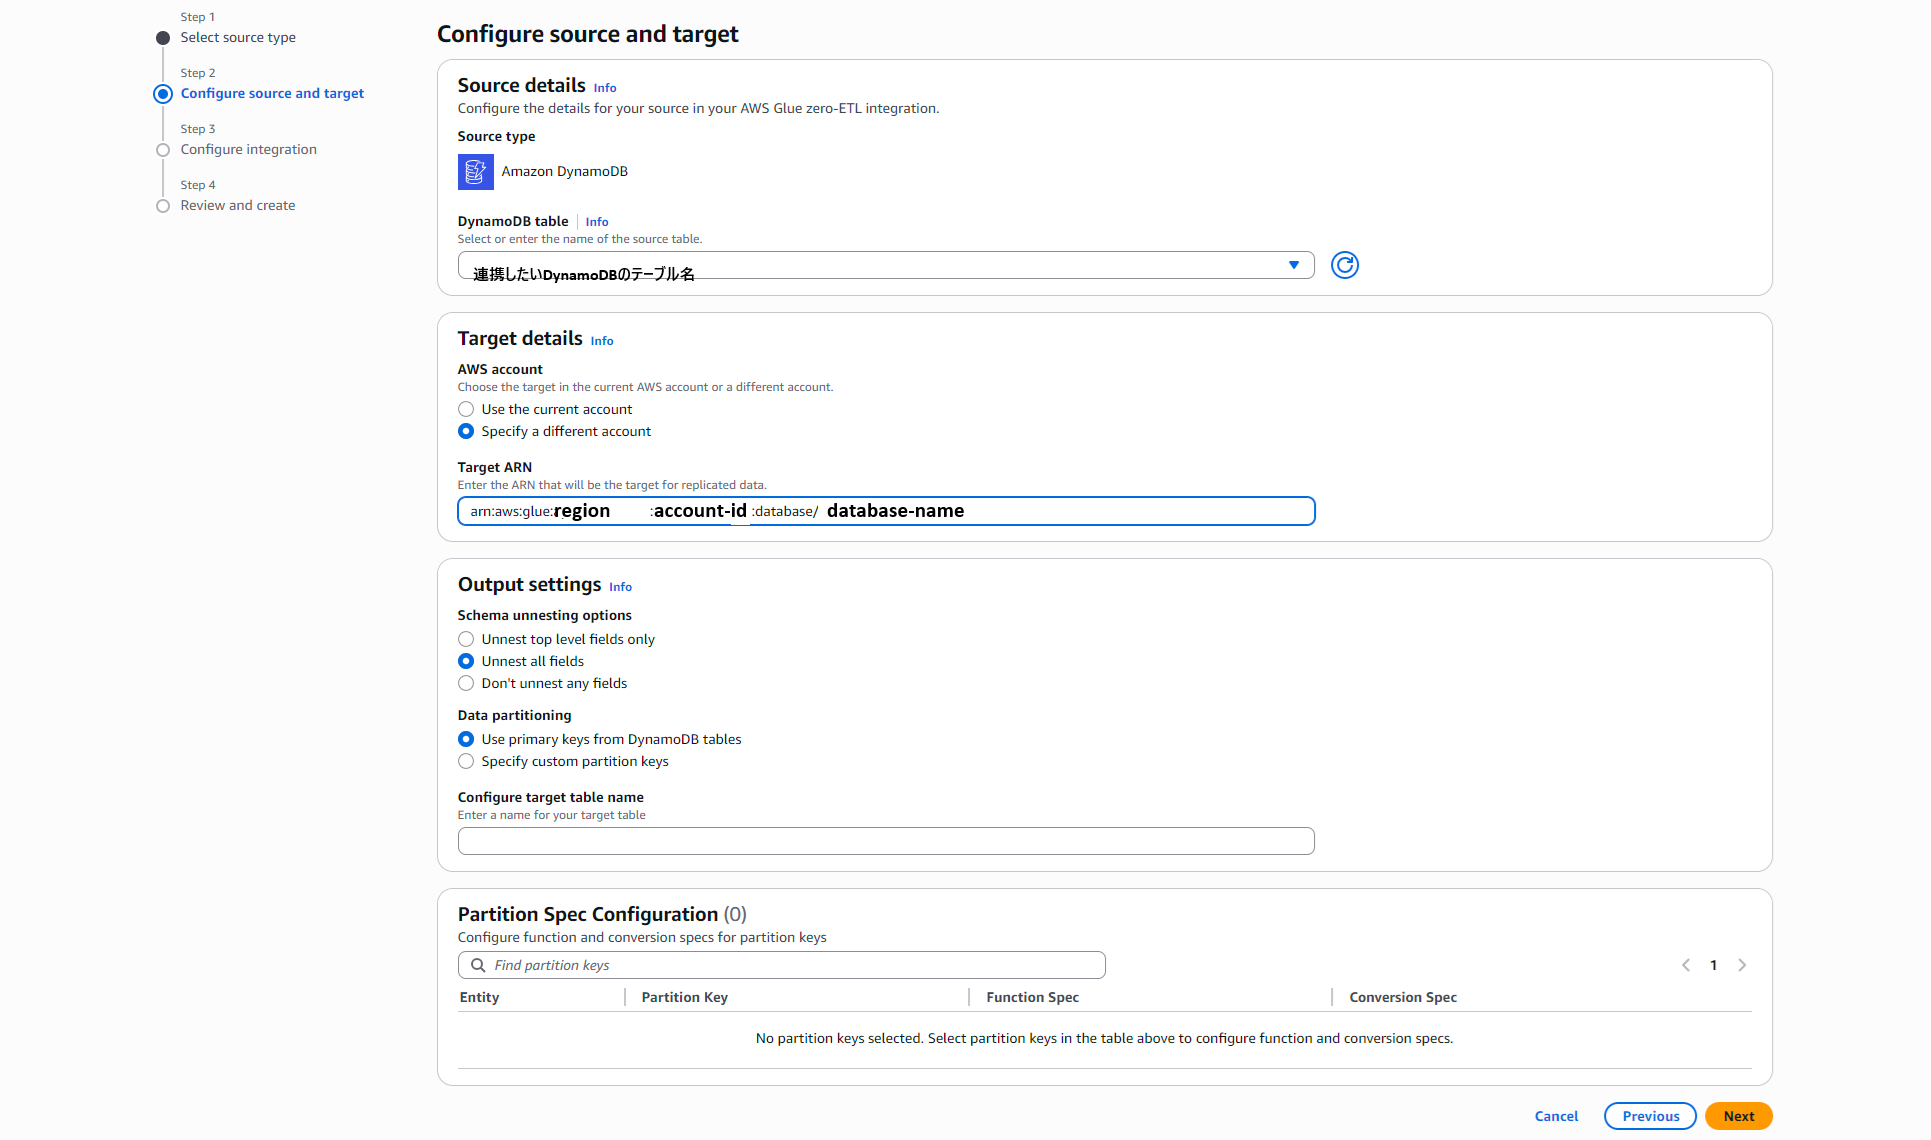 Step 1
Select source type
Step 2
Configure source and target
Step 3
Configure integration
Step 4
Review and create
Configure source and target
Source details Info
Configure the details for your source in your AWS Glue zero-ETL integration.
Source type
Amazon DynamoDB
DynamoDB table Info
Select or enter the name of the source table.
連携したいDynamoDBのテーブル名
Target details Info
AWS account
Choose the target in the current AWS account or a different account.
Use the current account
Specify a different account
Target ARN
Enter the ARN that will be the target for replicated data.
arn:aws:glue:region :account-id :database/ database-name
Output settings Info
Schema unnesting options
Unnest top level fields only
Unnest all fields
Don't unnest any fields
Data partitioning
Use primary keys from DynamoDB tables
Specify custom partition keys
Configure target table name
Enter a name for your target table
Partition Spec Configuration (0)
Configure function and conversion specs for partition keys
Find partition keys
1
Entity Partition Key Function Spec Conversion Spec
No partition keys selected. Select partition keys in the table above to configure function and conversion specs.
Cancel Previous Next